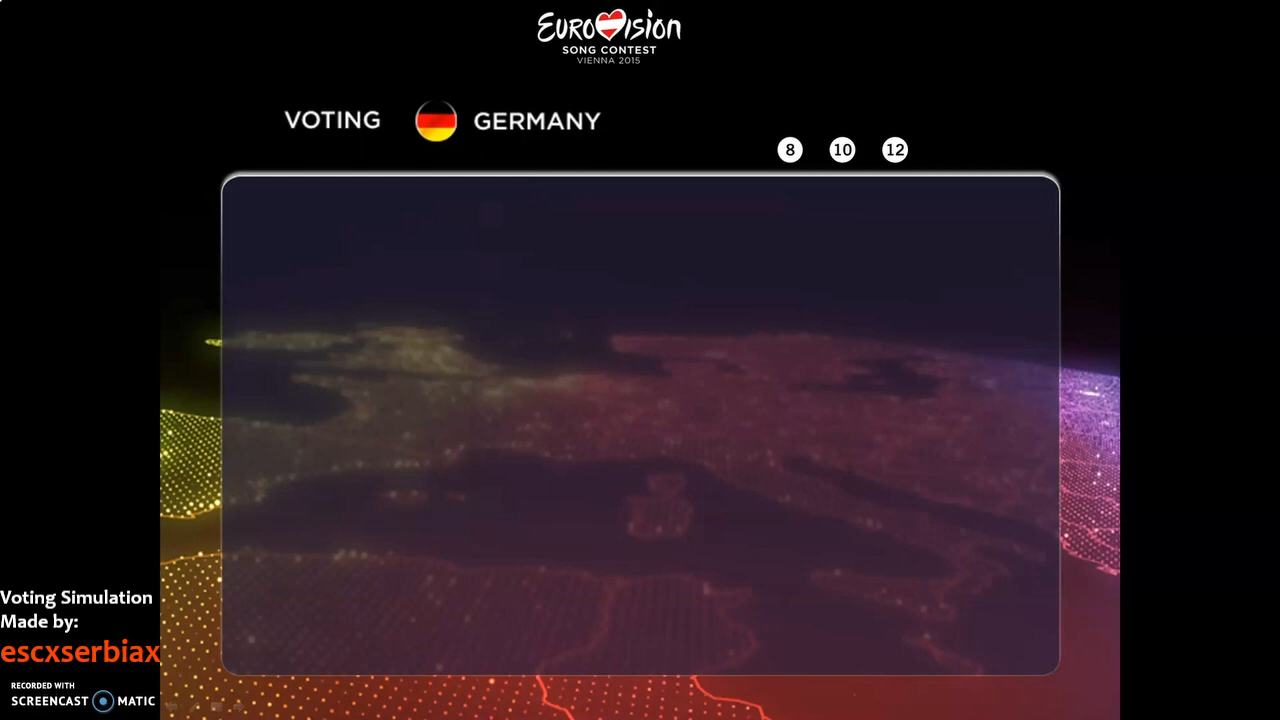 EUROVISION
SONG CONTEST
VIENNA 2015
VOTING GERMANY
8 10 12
Voting Simulation
Made by:
escxserbiax
RECORDED WITH
SCREENCAST MATIC